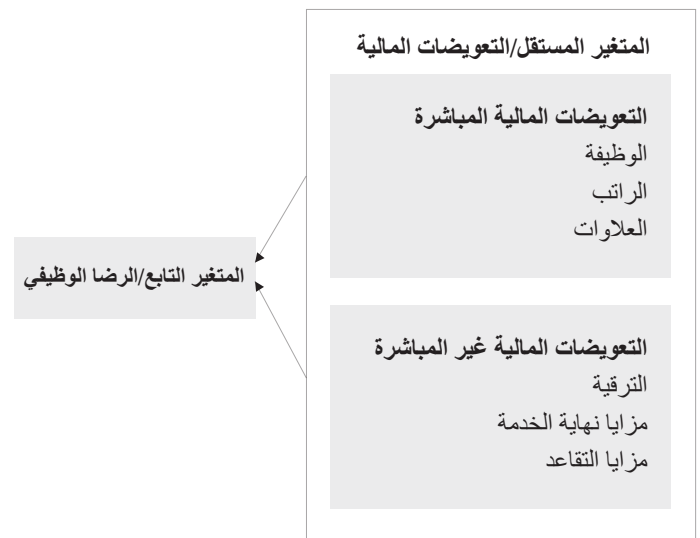 المتغير المستقل/التعويضات المالية
التعويضات المالية المباشرة
الوظيفة
الراتب
العلاوات
المتغير التابع/الرضا الوظيفي
التعويضات المالية غير المباشرة
الترقية
مزايا نهاية الخدمة
مزايا التقاعد